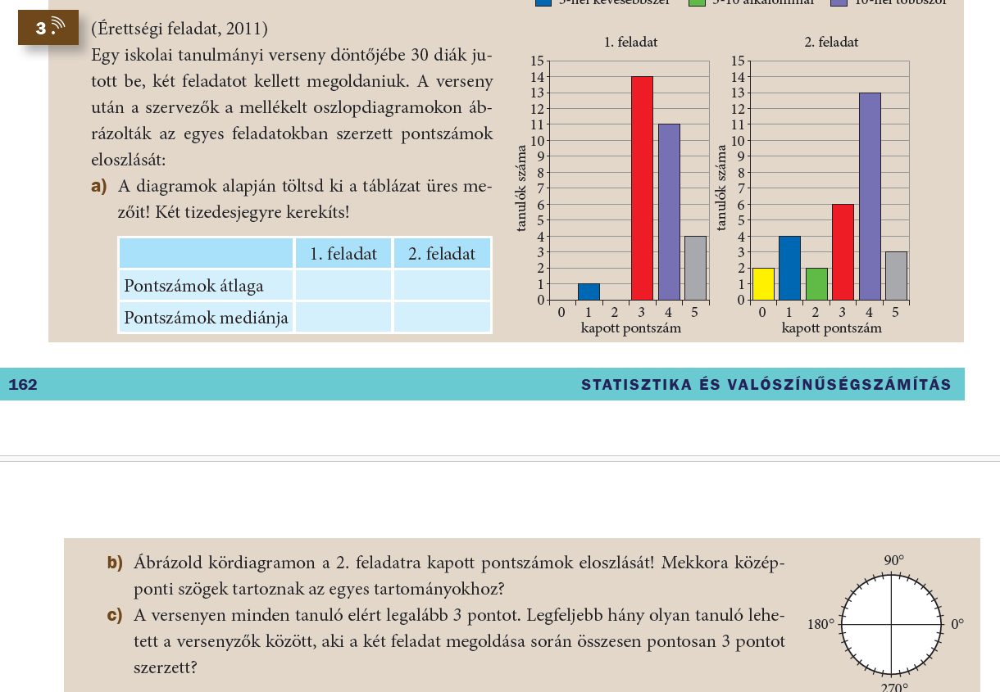 3.
(Érettségi feladat, 2011)
Egy iskolai tanulmányi verseny döntőjébe 30 diák ju-
tott be, két feladatot kellett megoldaniuk. A verseny
után a szervezők a mellékelt oszlopdiagramokon áb-
rázolták az egyes feladatokban szerzett pontszámok
eloszlását:
a) A diagramok alapján töltsd ki a táblázat üres me-
zőit! Két tizedesjegyre kerekíts!
1. feladat 2. feladat
Pontszámok átlaga
Pontszámok mediánja
1. feladat
15
14
13
12
11
10
9
8
7
6
5
4
3
2
1
0
tanulók száma
0 1 2 3 4 5
kapott pontszám
2. feladat
15
14
13
12
11
10
9
8
7
6
5
4
3
2
1
0
tanulók száma
0 1 2 3 4 5
kapott pontszám
162
STATISZTIKA ÉS VALÓSZÍNŰSÉGSZÁMÍTÁS
b) Ábrázold kördiagramon a 2. feladatra kapott pontszámok eloszlását! Mekkora közép-
ponti szögek tartoznak az egyes tartományokhoz?
c) A versenyen minden tanuló elért legalább 3 pontot. Legfeljebb hány olyan tanuló lehe-
tett a versenyzők között, aki a két feladat megoldása során összesen pontosan 3 pontot
szerzett?
90°
180°
0°
270°